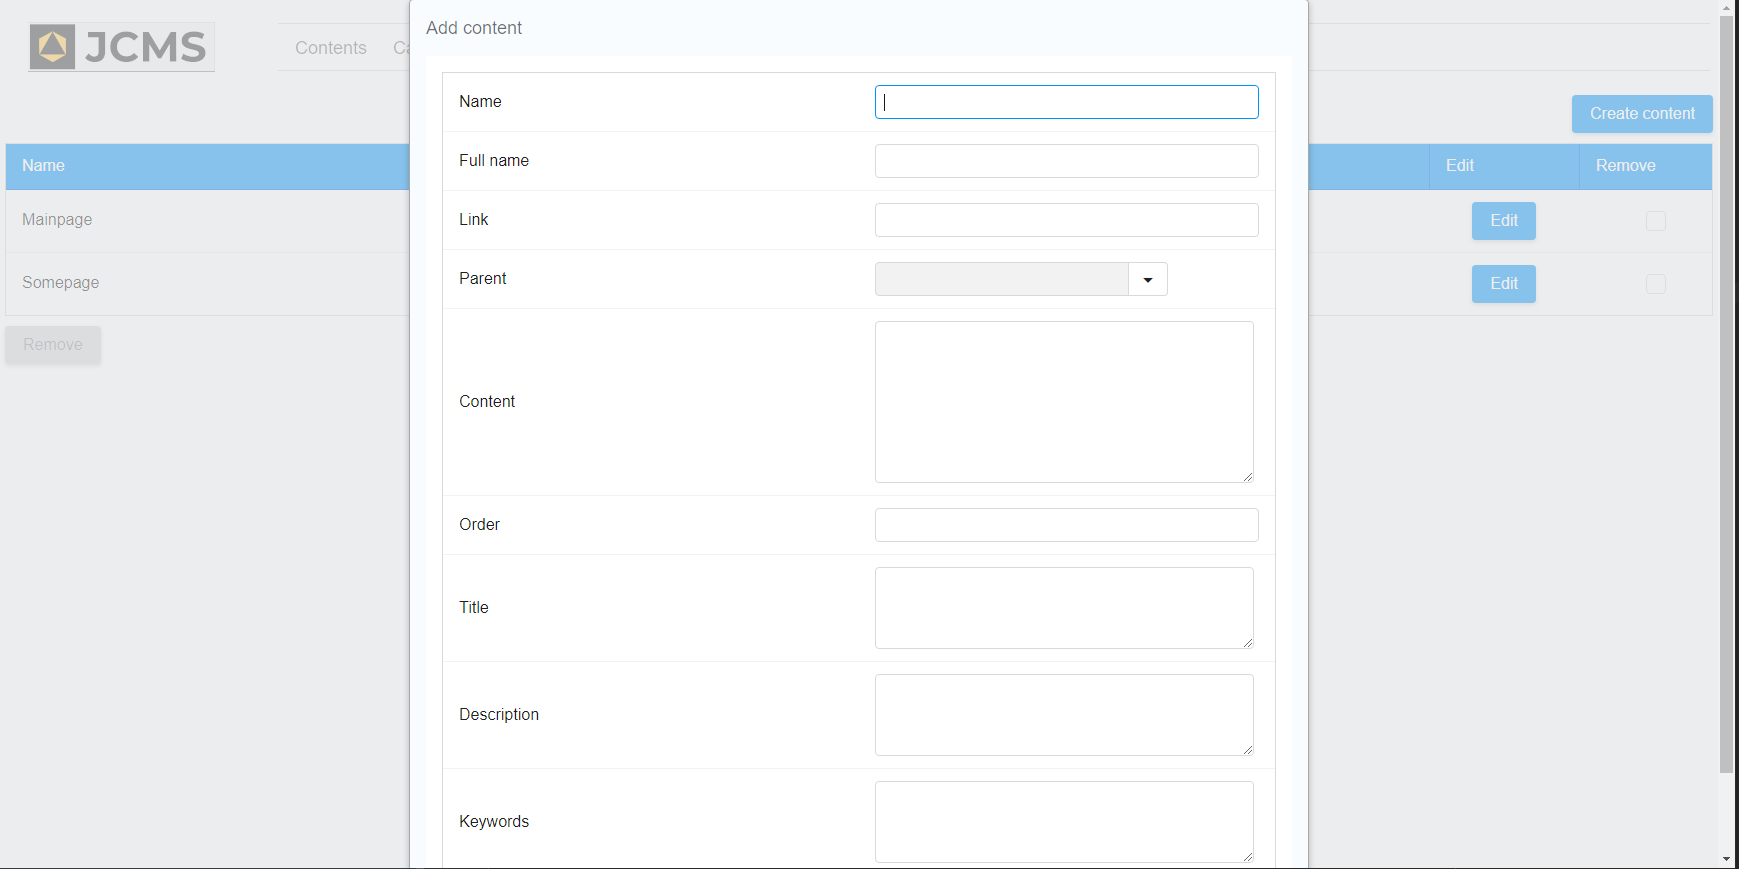 Add content
JCMS
Contents Ca
Create content
Name Edit Remove
Mainpage Edit
Somepage Edit
Remove
Name
Full name
Link
Parent
Content
Order
Title
Description
Keywords